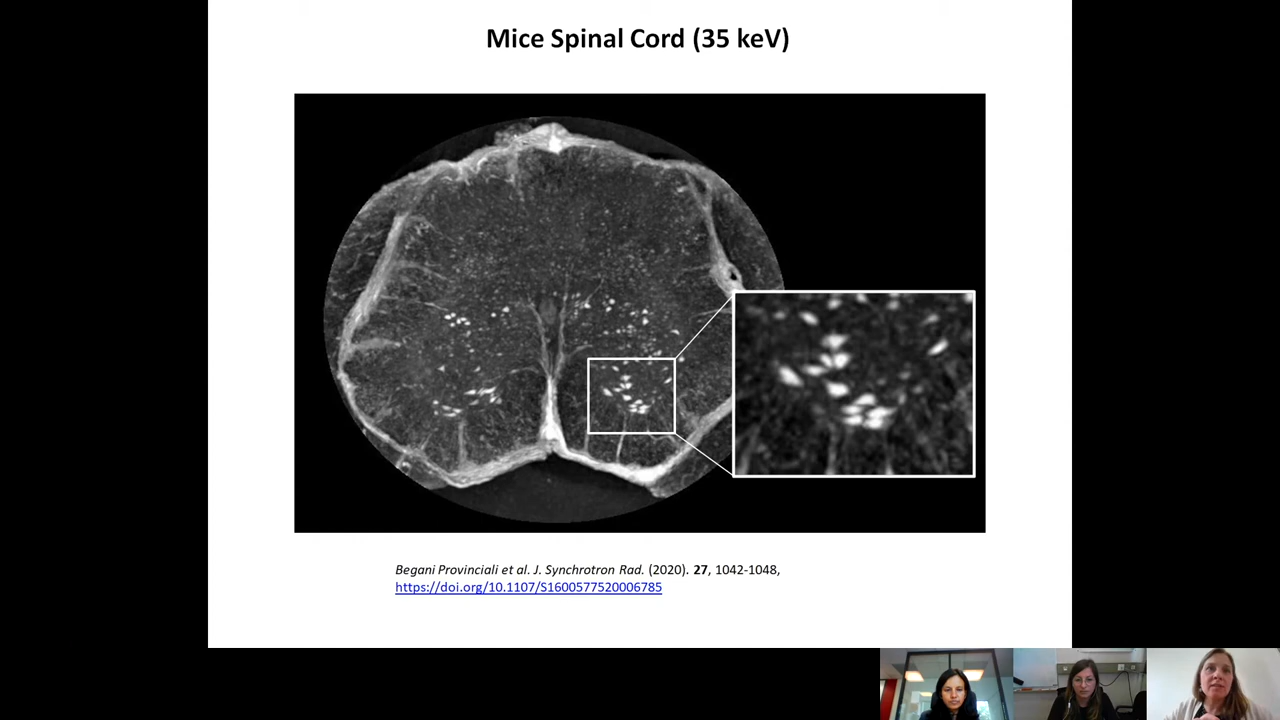 Mice Spinal Cord (35 keV)
Begani Provinciali et al. J. Synchrotron Rad. (2020). 27, 1042-1048,
https://doi.org/10.1107/S1600577520006785